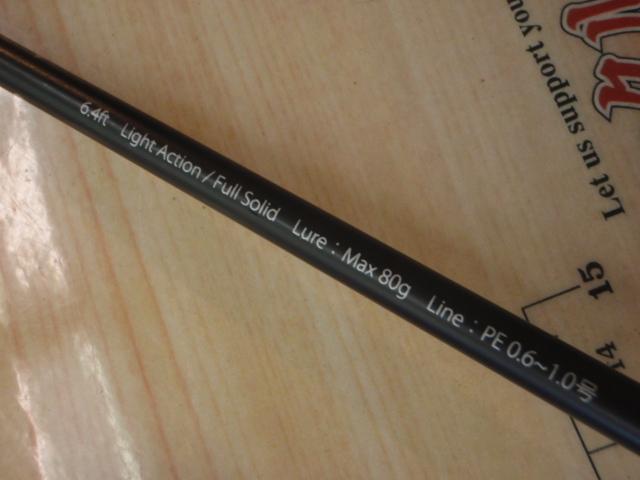 6.4ft Light Action / Full Solid Lure : Max 80g Line : PE 0.6~1.0号
Let us support you
15
14